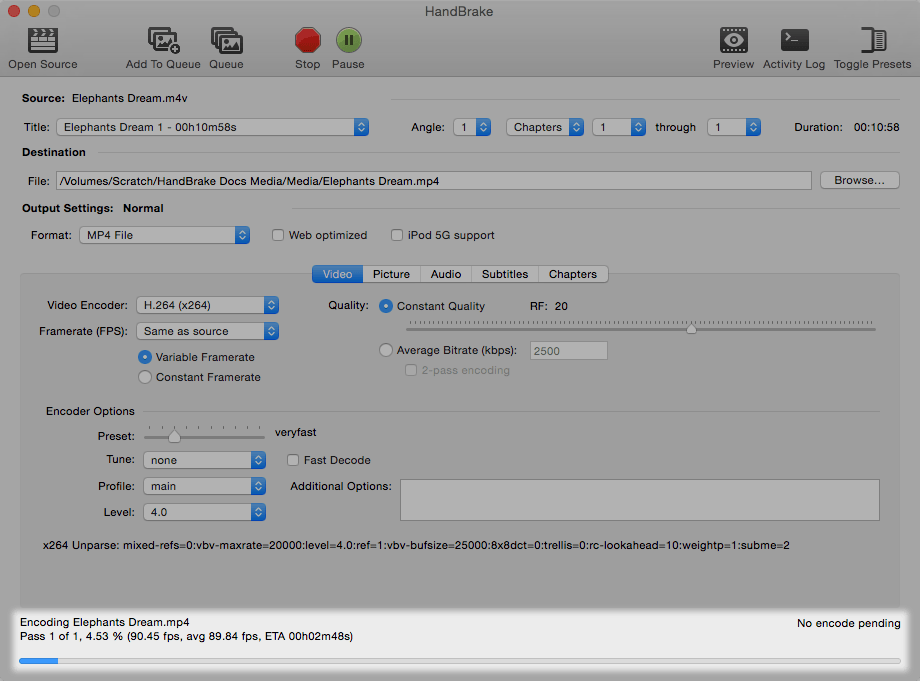 HandBrake
Open Source Add To Queue Queue Stop Pause Preview Activity Log Toggle Presets
Source: Elephants Dream.m4v
Title: Elephants Dream 1 - 00h10m58s Angle: 1 Chapters 1 through 1 Duration: 00:10:58
Destination
File: /Volumes/Scratch/HandBrake Docs Media/Media/Elephants Dream.mp4 Browse...
Output Settings: Normal
Format: MP4 File Web optimized iPod 5G support
Video Picture Audio Subtitles Chapters
Video Encoder: H.264 (x264) Quality: Constant Quality RF: 20
Framerate (FPS): Same as source
Variable Framerate Average Bitrate (kbps): 2500
Constant Framerate 2-pass encoding
Encoder Options
Preset: veryfast
Tune: none Fast Decode
Profile: main Additional Options:
Level: 4.0
x264 Unparse: mixed-refs=0:vbv-maxrate=20000:level=4.0:ref=1:vbv-bufsize=25000:8x8dct=0:trellis=0:rc-lookahead=10:weightp=1:subme=2
Encoding Elephants Dream.mp4 No encode pending
Pass 1 of 1, 4.53 % (90.45 fps, avg 89.84 fps, ETA 00h02m48s)